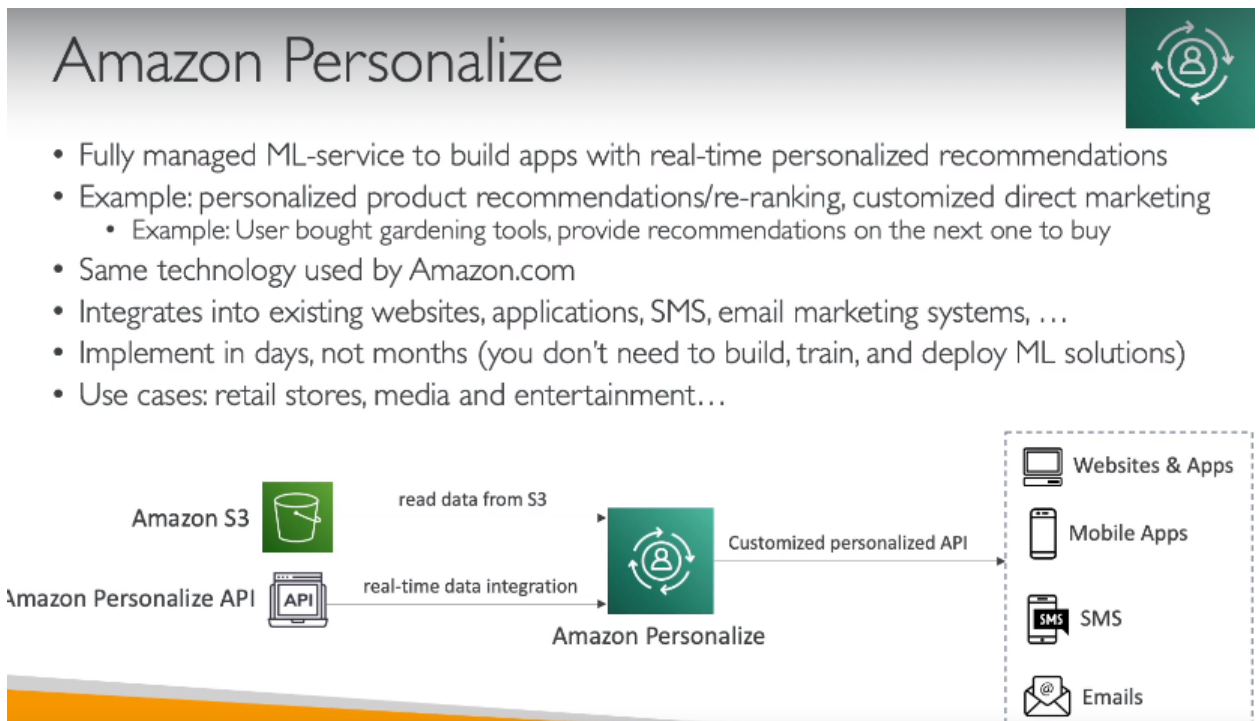 Amazon Personalize
• Fully managed ML-service to build apps with real-time personalized recommendations
• Example: personalized product recommendations/re-ranking, customized direct marketing
• Example: User bought gardening tools, provide recommendations on the next one to buy
• Same technology used by Amazon.com
• Integrates into existing websites, applications, SMS, email marketing systems, …
• Implement in days, not months (you don't need to build, train, and deploy ML solutions)
• Use cases: retail stores, media and entertainment…
Amazon S3
read data from S3
Amazon Personalize API
API
real-time data integration
Amazon Personalize
Customized personalized API
Websites & Apps
Mobile Apps
SMS
SMS
@
Emails